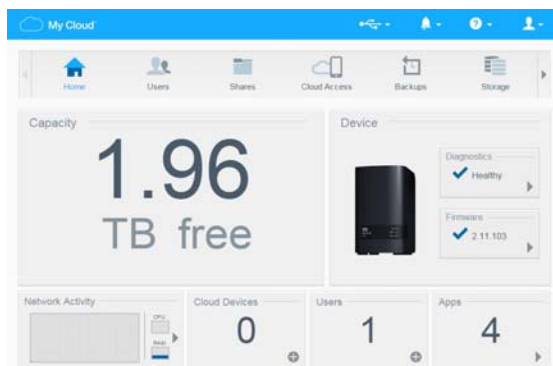 My Cloud
Home
Users
Shares
Cloud Access
Backups
Storage
Capacity
1.96
TB free
Device
Diagnostics
Healthy
Firmware
2.11.103
Network Activity
CPU
RAM
Cloud Devices
0
Users
1
Apps
4